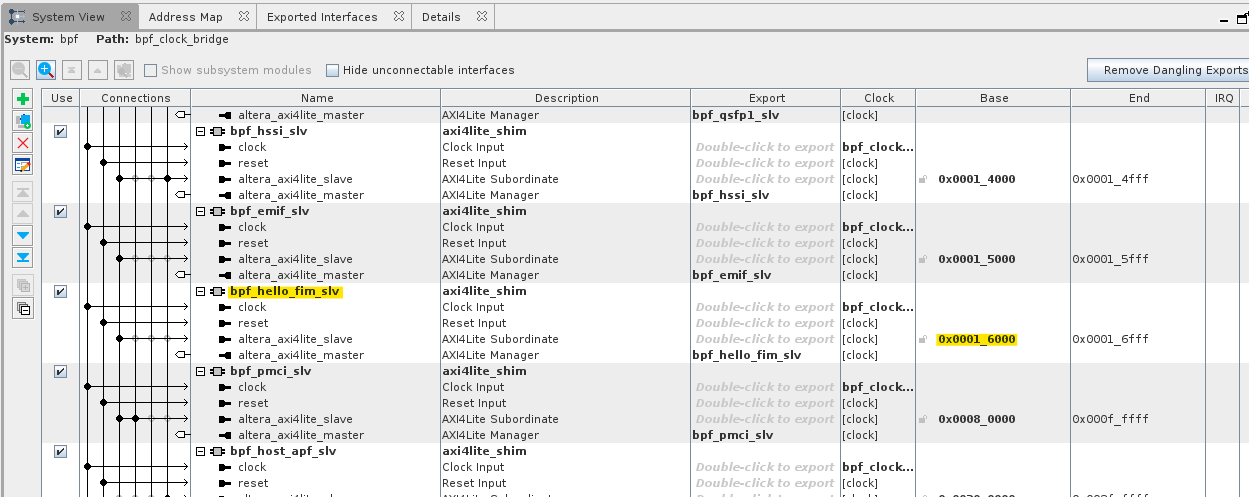 System View Address Map Exported Interfaces Details
System: bpf Path: bpf_clock_bridge
Show subsystem modules Hide unconnectable interfaces Remove Dangling Exports
Use Connections Name Description Export Clock Base End IRQ
altera_axi4lite_master AXI4Lite Manager bpf_qsfp1_slv [clock]
bpf_hssi_slv axi4lite_shim
clock Clock Input Double-click to export bpf_clock...
reset Reset Input Double-click to export [clock]
altera_axi4lite_slave AXI4Lite Subordinate Double-click to export [clock] 0x0001_4000 0x0001_4fff
altera_axi4lite_master AXI4Lite Manager bpf_hssi_slv [clock]
bpf_emif_slv axi4lite_shim
clock Clock Input Double-click to export bpf_clock...
reset Reset Input Double-click to export [clock]
altera_axi4lite_slave AXI4Lite Subordinate Double-click to export [clock] 0x0001_5000 0x0001_5fff
altera_axi4lite_master AXI4Lite Manager bpf_emif_slv [clock]
bpf_hello_fim_slv axi4lite_shim
clock Clock Input Double-click to export bpf_clock...
reset Reset Input Double-click to export [clock]
altera_axi4lite_slave AXI4Lite Subordinate Double-click to export [clock] 0x0001_6000 0x0001_6fff
altera_axi4lite_master AXI4Lite Manager bpf_hello_fim_slv [clock]
bpf_pmci_slv axi4lite_shim
clock Clock Input Double-click to export bpf_clock...
reset Reset Input Double-click to export [clock]
altera_axi4lite_slave AXI4Lite Subordinate Double-click to export [clock] 0x0008_0000 0x000f_ffff
altera_axi4lite_master AXI4Lite Manager bpf_pmci_slv [clock]
bpf_host_apf_slv axi4lite_shim
clock Clock Input Double-click to export bpf_clock...
reset Reset Input Double-click to export [clock]